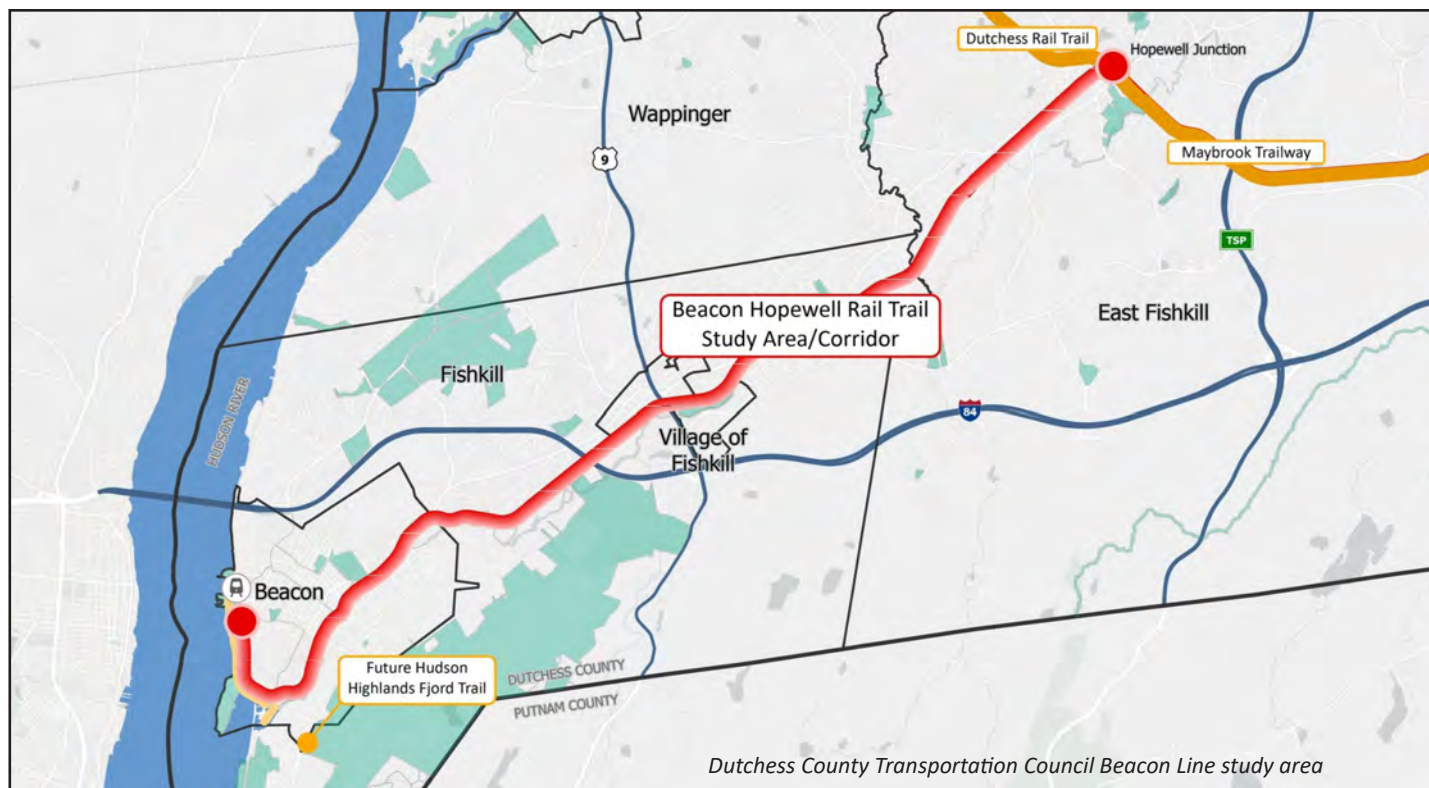 Dutchess Rail Trail
Hopewell Junction
Wappinger
9
Maybrook Trailway
TSP
Beacon Hopewell Rail Trail
Study Area/Corridor
East Fishkill
HUDSON RIVER
Fishkill
84
Village of
Fishkill
Beacon
Future Hudson
Highlands Fjord Trail
DUTCHESS COUNTY
PUTNAM COUNTY
Dutchess County Transportation Council Beacon Line study area